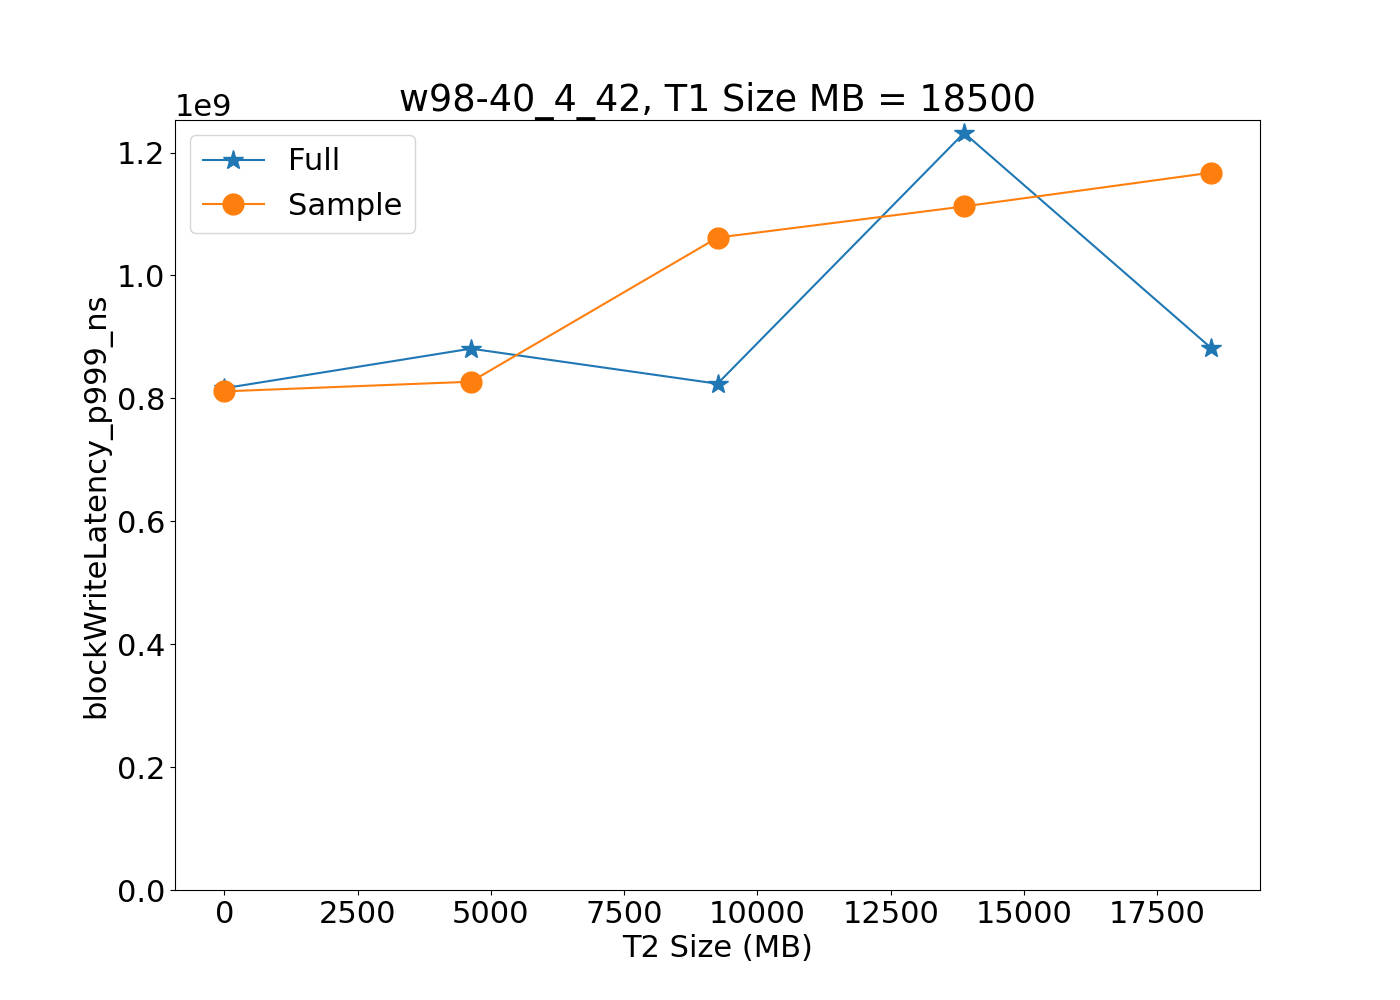 w98-40_4_42, T1 Size MB = 18500
1e9
Full
Sample
1.2
1.0
0.8
0.6
0.4
0.2
0.0
blockWriteLatency_p999_ns
0 2500 5000 7500 10000 12500 15000 17500
T2 Size (MB)